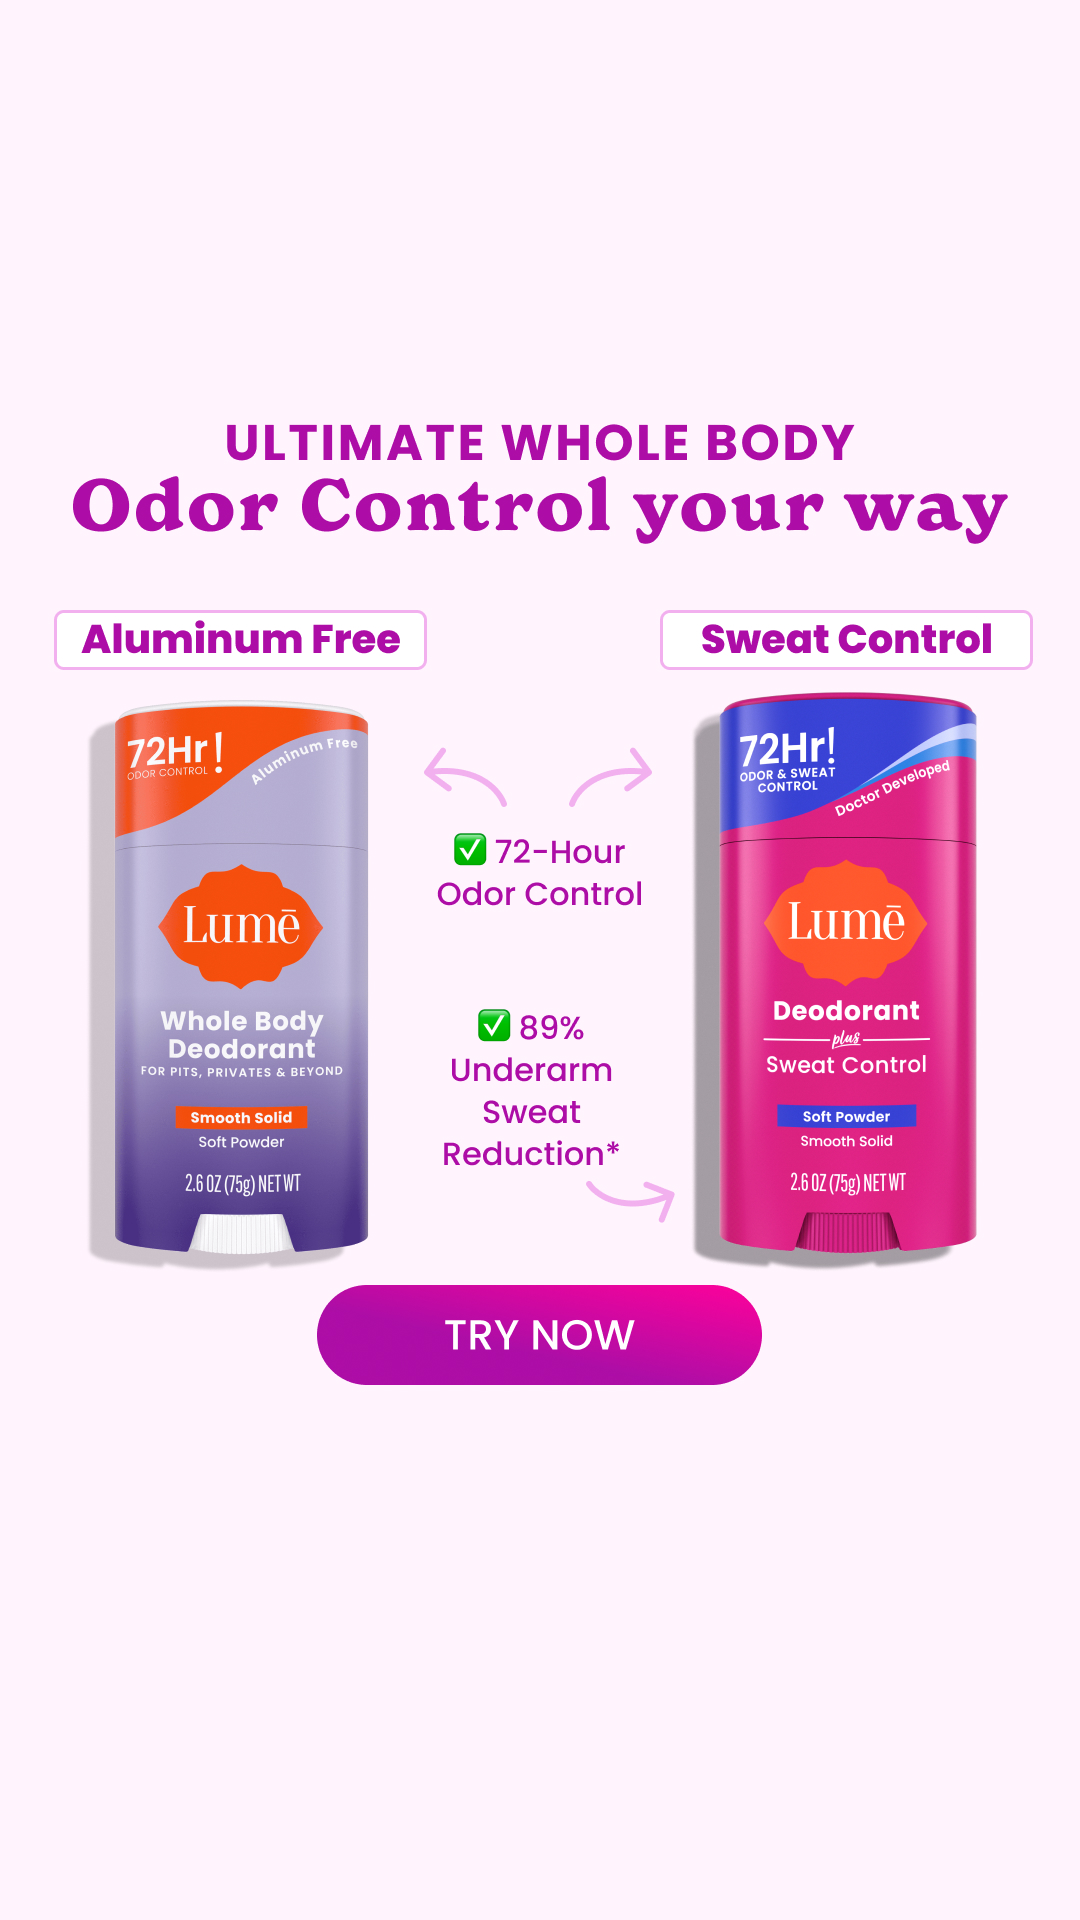 ULTIMATE WHOLE BODY
Odor Control your way
Aluminum Free
Sweat Control
72Hr!
ODOR CONTROL
Aluminum Free
Lumē
Whole Body
Deodorant
FOR PITS, PRIVATES & BEYOND
Smooth Solid
Soft Powder
2.6 OZ (75g) NET WT
✅ 72-Hour
Odor Control
✅ 89%
Underarm
Sweat
Reduction*
72Hr!
ODOR & SWEAT
CONTROL
Doctor Developed
Lumē
Deodorant
plus
Sweat Control
Soft Powder
Smooth Solid
2.6 OZ (75g) NET WT
TRY NOW